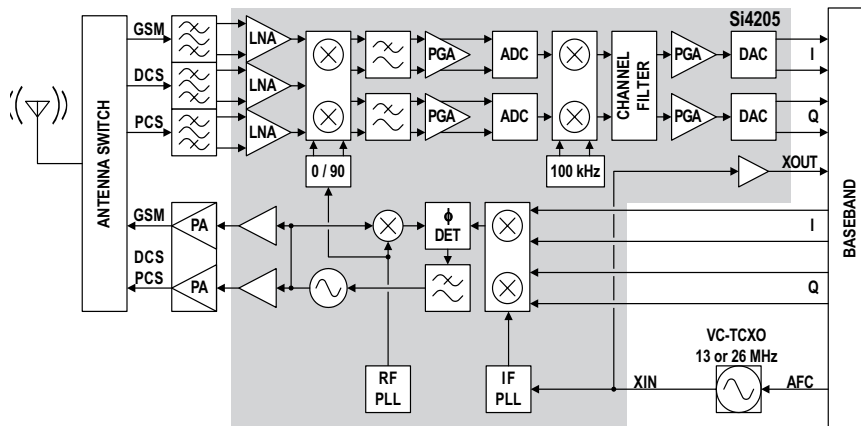 Si4205
GSM
DCS
PCS
ANTENNA SWITCH
LNA
LNA
LNA
PGA
PGA
ADC
ADC
CHANNEL
FILTER
PGA
PGA
DAC
DAC
I
Q
0 / 90
100 kHz
XOUT
BASEBAND
GSM
DCS
PCS
PA
PA
ϕ
DET
I
Q
RF
PLL
IF
PLL
XIN
VC-TCXO
13 or 26 MHz
AFC